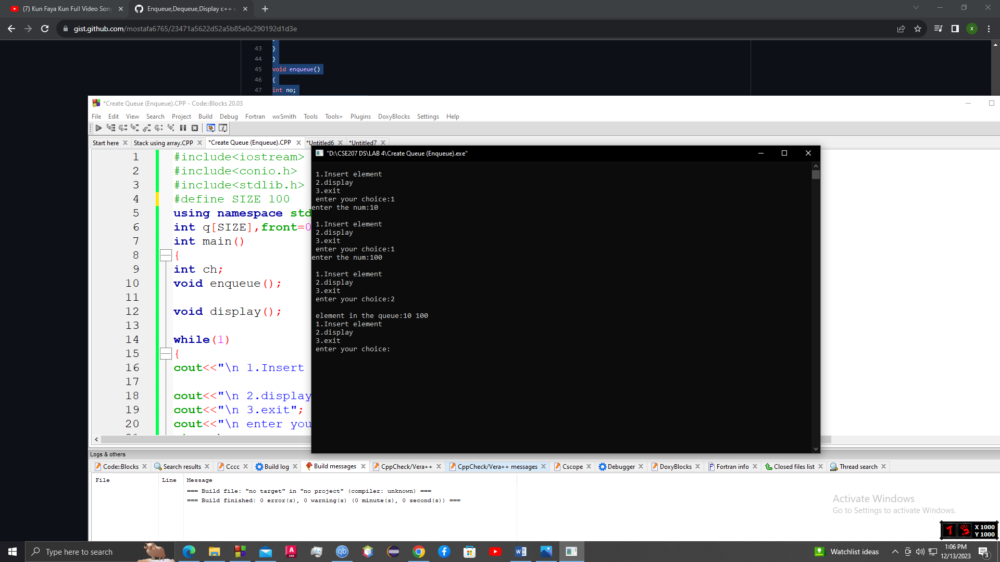 (7) Kun Faya Kun Full Video Son
Enqueue,Dequeue,Display c++
gist.github.com/mostafa6765/23471a5622d52a5b85e0c290192d1d3e
X
43 }
44 }
45 void enqueue()
46 {
47 int no;
*Create Queue (Enqueue).CPP - Code::Blocks 20.03
File Edit View Search Project Build Debug Fortran wxSmith Tools Tools+ Plugins DoxyBlocks Settings Help
Start here Stack using array.CPP *Create Queue (Enqueue).CPP *Untitled6 *Untitled7
1 #include<iostream>
2 #include<conio.h>
3 #include<stdlib.h>
4 #define SIZE 100
5 using namespace std
6 int q[SIZE],front=0
7 int main()
8 {
9 int ch;
10 void enqueue();
11
12 void display();
13
14 while(1)
15 {
16 cout<<"\n 1.Insert
17
18 cout<<"\n 2.display
19 cout<<"\n 3.exit";
20 cout<<"\n enter you
"D:\CSE207 DS\LAB 4\Create Queue (Enqueue).exe"
1.Insert element
2.display
3.exit
enter your choice:1
enter the num:10
1.Insert element
2.display
3.exit
enter your choice:1
enter the num:100
1.Insert element
2.display
3.exit
enter your choice:2
element in the queue:10 100
1.Insert element
2.display
3.exit
enter your choice:
Logs & others
Code::Blocks Search results Cccc Build log Build messages CppCheck/Vera++ CppCheck/Vera++ messages Cscope Debugger DoxyBlocks Fortran info Closed files list Thread search
File Line Message
=== Build file: "no target" in "no project" (compiler: unknown) ===
=== Build finished: 0 error(s), 0 warning(s) (0 minute(s), 0 second(s)) ===
Activate Windows
Go to Settings to activate Windows.
X 1000
Y 1000
Type here to search
A
CAD
qb
W
Watchlist ideas
1:06 PM
12/13/2023
3